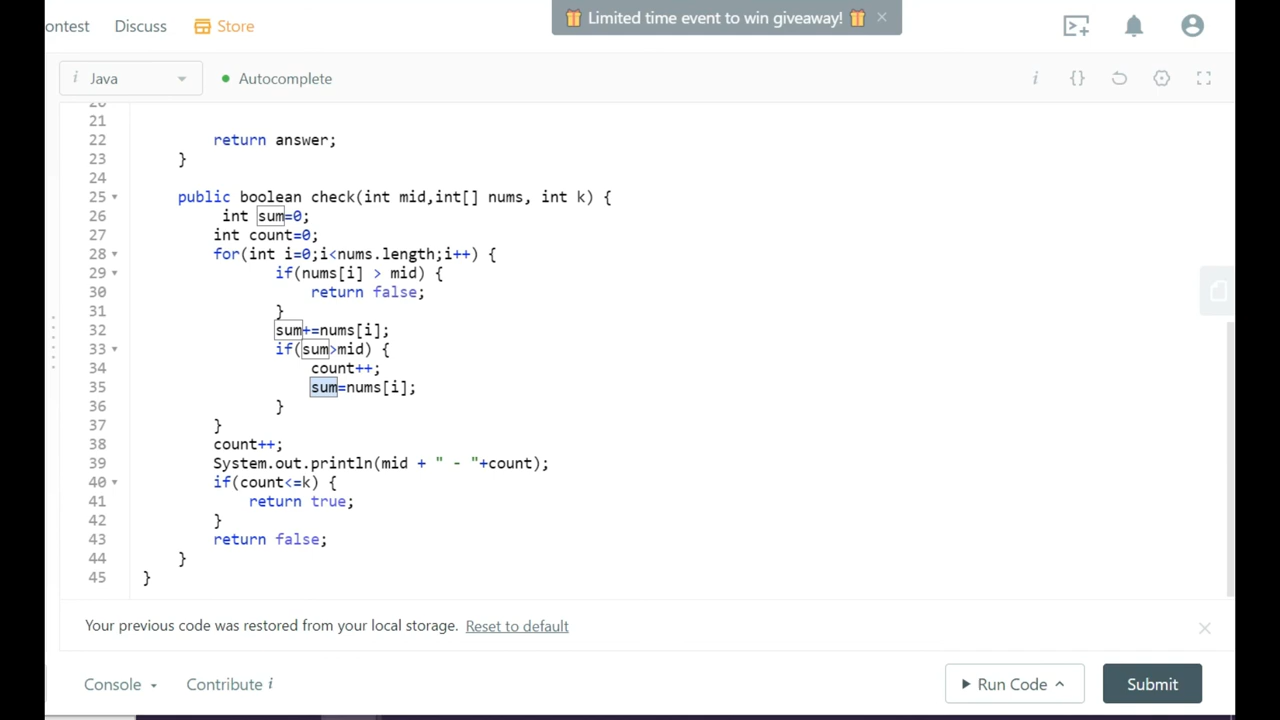 ontest Discuss Store
Limited time event to win giveaway!
i Java
Autocomplete
i {}
20
21
22 return answer;
23 }
24
25 public boolean check(int mid,int[] nums, int k) {
26 int sum=0;
27 int count=0;
28 for(int i=0;i<nums.length;i++) {
29 if(nums[i] > mid) {
30 return false;
31 }
32 sum+=nums[i];
33 if(sum>mid) {
34 count++;
35 sum=nums[i];
36 }
37 }
38 count++;
39 System.out.println(mid + " - "+count);
40 if(count<=k) {
41 return true;
42 }
43 return false;
44 }
45 }
Your previous code was restored from your local storage. Reset to default
Console Contribute i
Run Code
Submit